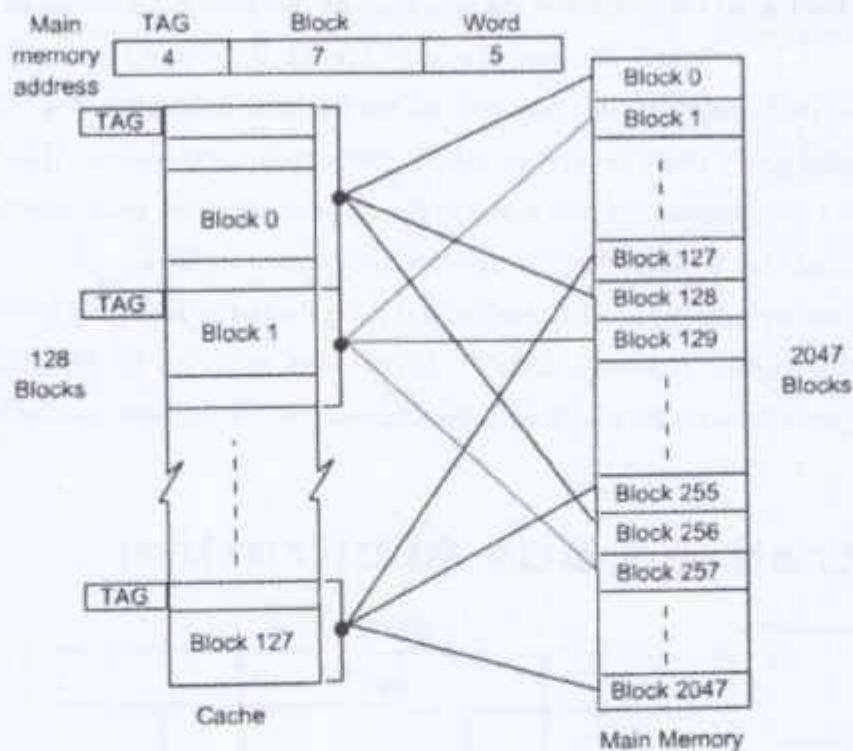 Main memory address
TAG Block Word
4 7 5
TAG
Block 0
TAG
Block 1
128 Blocks
TAG
Block 127
Cache
Block 0
Block 1
Block 127
Block 128
Block 129
2047 Blocks
Block 255
Block 256
Block 257
Block 2047
Main Memory